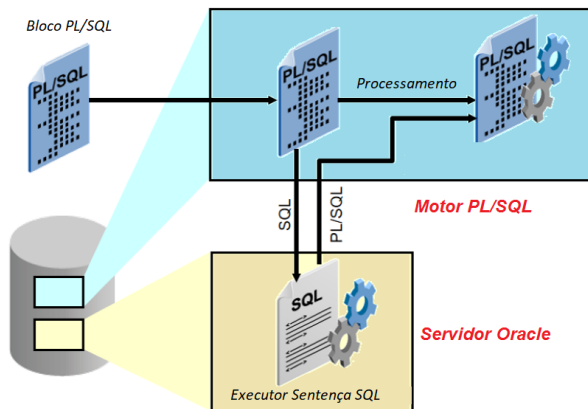 Bloco PL/SQL
PL/SQL
PL/SQL
Processamento
PL/SQL
Motor PL/SQL
SQL
PL/SQL
SQL
Servidor Oracle
Executor Sentença SQL